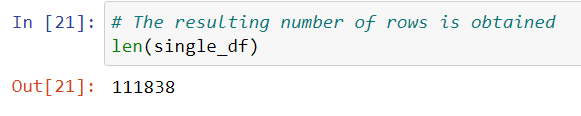 In [21]: # The resulting number of rows is obtained
len(single_df)
Out[21]: 111838